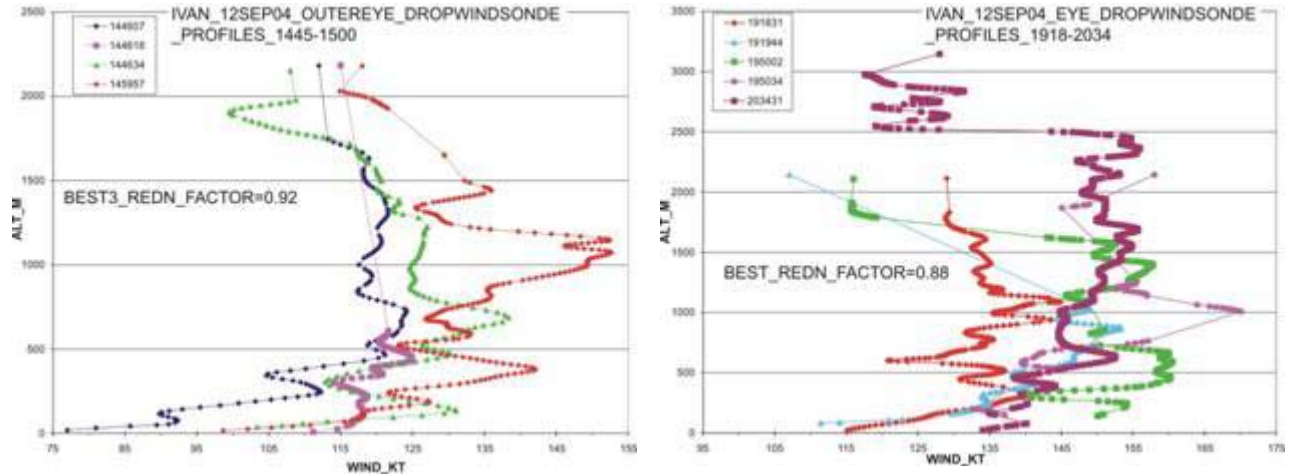 IVAN_12SEP04_OUTEREYE_DROPWINDSONDE
_PROFILES_1445-1500
144607
144618
144634
145957
BEST3_REDN_FACTOR=0.92
ALT_M
2500
2000
1500
1000
500
0
75 85 95 105 115 125 135 145 155
WIND_KT
IVAN_12SEP04_EYE_DROPWINDSONDE
_PROFILES_1918-2034
191831
191944
195002
195034
203431
BEST_REDN_FACTOR=0.88
ALT_M
3500
3000
2500
2000
1500
1000
500
0
95 105 115 125 135 145 155 165 175
WIND_KT